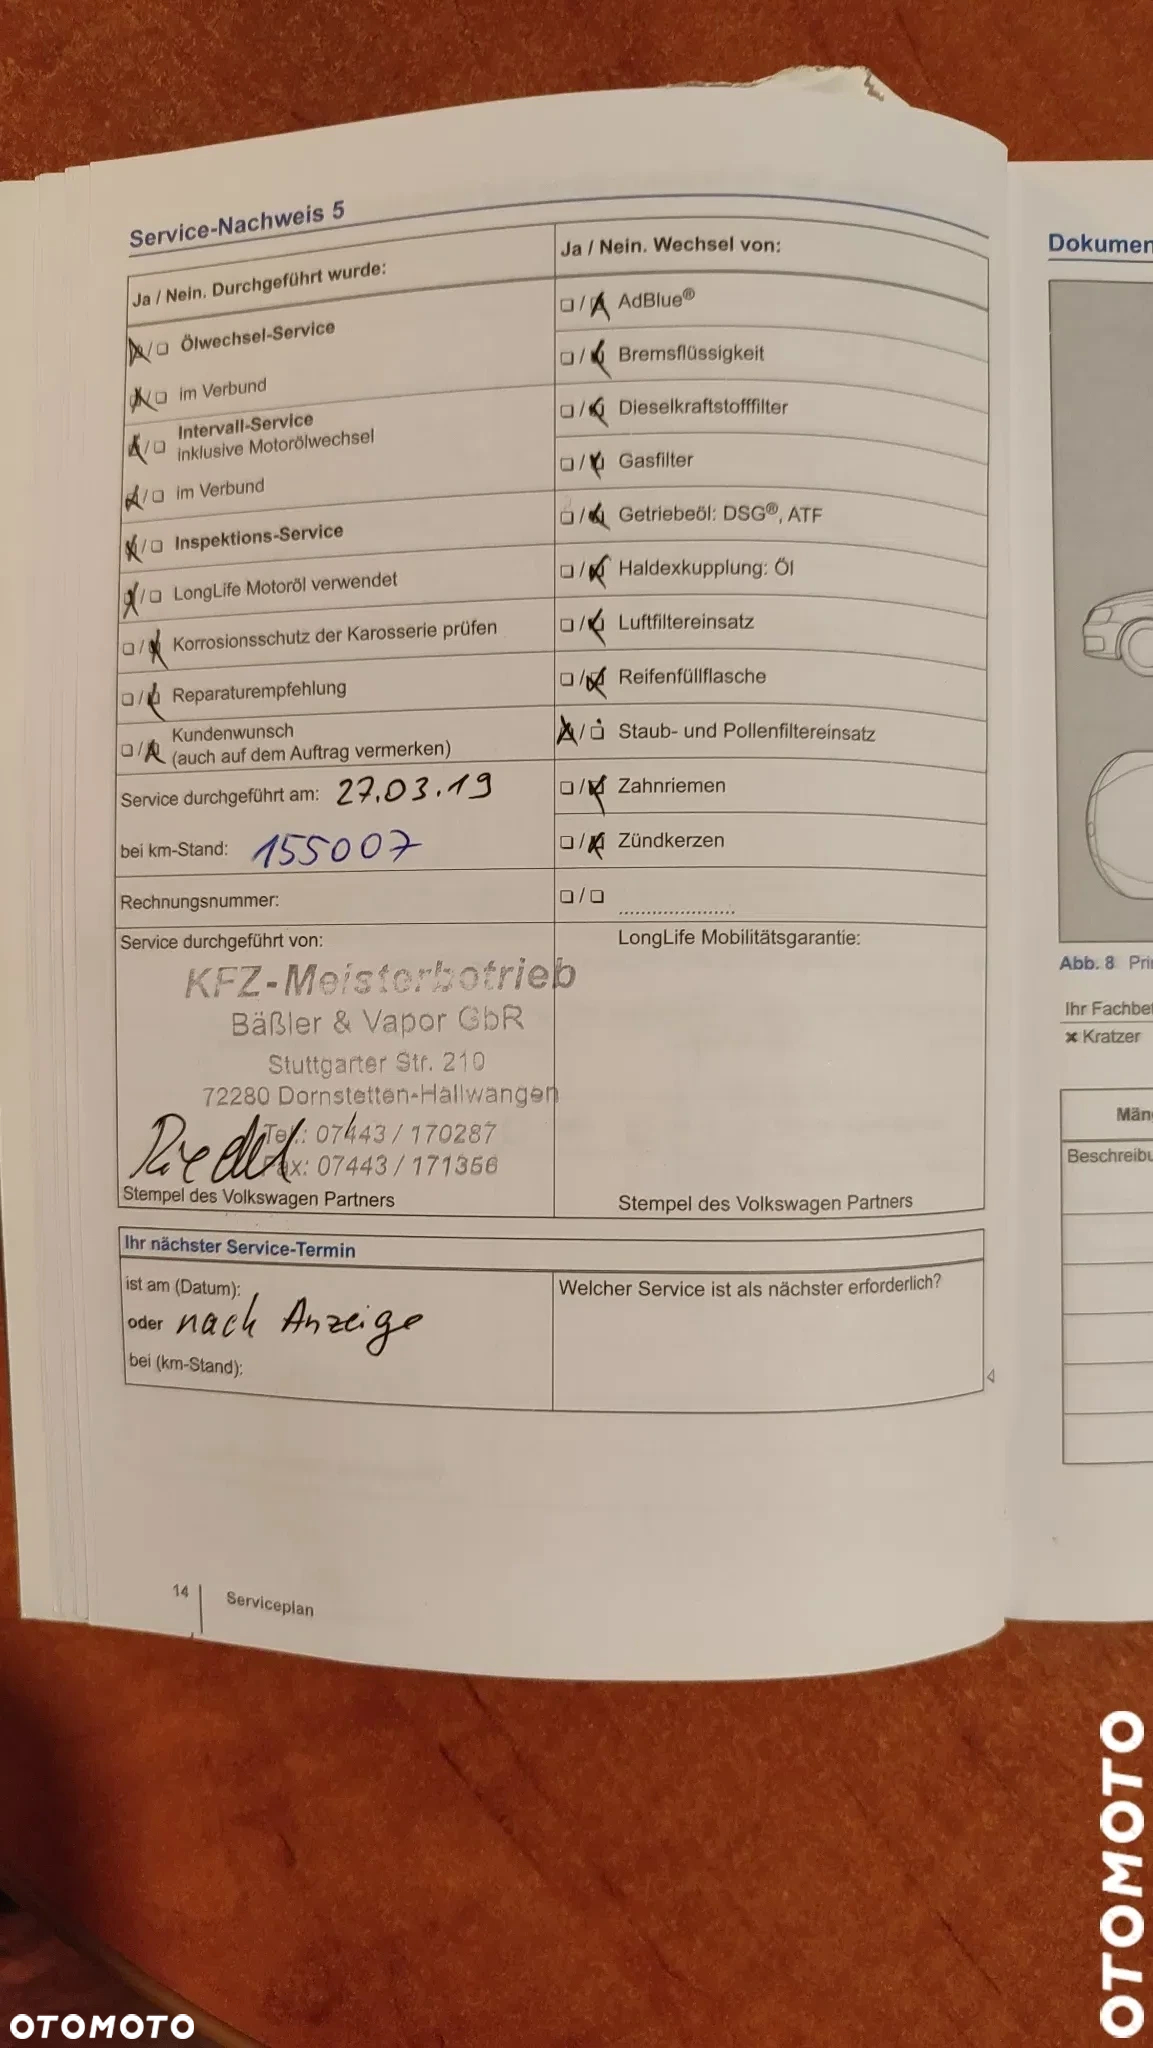 Service-Nachweis 5
Ja / Nein. Durchgeführt wurde:
Ölwechsel-Service
im Verbund
Intervall-Service
inklusive Motorölwechsel
im Verbund
Inspektions-Service
LongLife Motoröl verwendet
Korrosionsschutz der Karosserie prüfen
Reparaturempfehlung
Kundenwunsch
(auch auf dem Auftrag vermerken)
Service durchgeführt am: 27.03.19
bei km-Stand: 155007
Rechnungsnummer:
Service durchgeführt von:
KFZ-Meisterbetrieb
Bäßler & Vapor GbR
Stuttgarter Str. 210
72280 Dornstetten-Hallwangen
Tel.: 07443 / 170287
Fax: 07443 / 171356
Riedel
Stempel des Volkswagen Partners
Ja / Nein. Wechsel von:
AdBlue®
Bremsflüssigkeit
Dieselkraftstofffilter
Gasfilter
Getriebeöl: DSG®, ATF
Haldexkupplung: Öl
Luftfiltereinsatz
Reifenfüllflasche
Staub- und Pollenfiltereinsatz
Zahnriemen
Zündkerzen
LongLife Mobilitätsgarantie:
Stempel des Volkswagen Partners
Ihr nächster Service-Termin
ist am (Datum):
oder nach Anzeige
bei (km-Stand):
Welcher Service ist als nächster erforderlich?
14 Serviceplan
Dokumen
Abb. 8 Pri
Ihr Fachbe
Kratzer
Män
Beschreibu
OTOMOTO
OTOMOTO